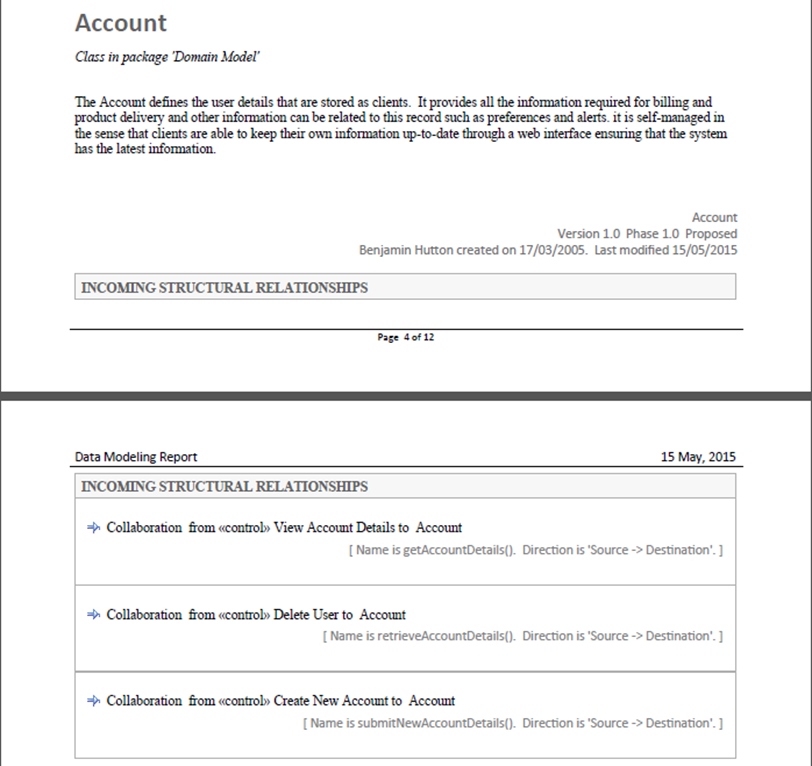 Account
Class in package 'Domain Model'
The Account defines the user details that are stored as clients.  It provides all the information required for billing and
product delivery and other information can be related to this record such as preferences and alerts. it is self-managed in
the sense that clients are able to keep their own information up-to-date through a web interface ensuring that the system
has the latest information.
Account
Version 1.0  Phase 1.0  Proposed
Benjamin Hutton created on 17/03/2005.  Last modified 15/05/2015
INCOMING STRUCTURAL RELATIONSHIPS
Page  4 of 12
Data Modeling Report 15 May, 2015
INCOMING STRUCTURAL RELATIONSHIPS
Collaboration  from «control» View Account Details to  Account
[ Name is getAccountDetails().  Direction is 'Source -> Destination'. ]
Collaboration  from «control» Delete User to  Account
[ Name is retrieveAccountDetails().  Direction is 'Source -> Destination'. ]
Collaboration  from «control» Create New Account to  Account
[ Name is submitNewAccountDetails().  Direction is 'Source -> Destination'. ]